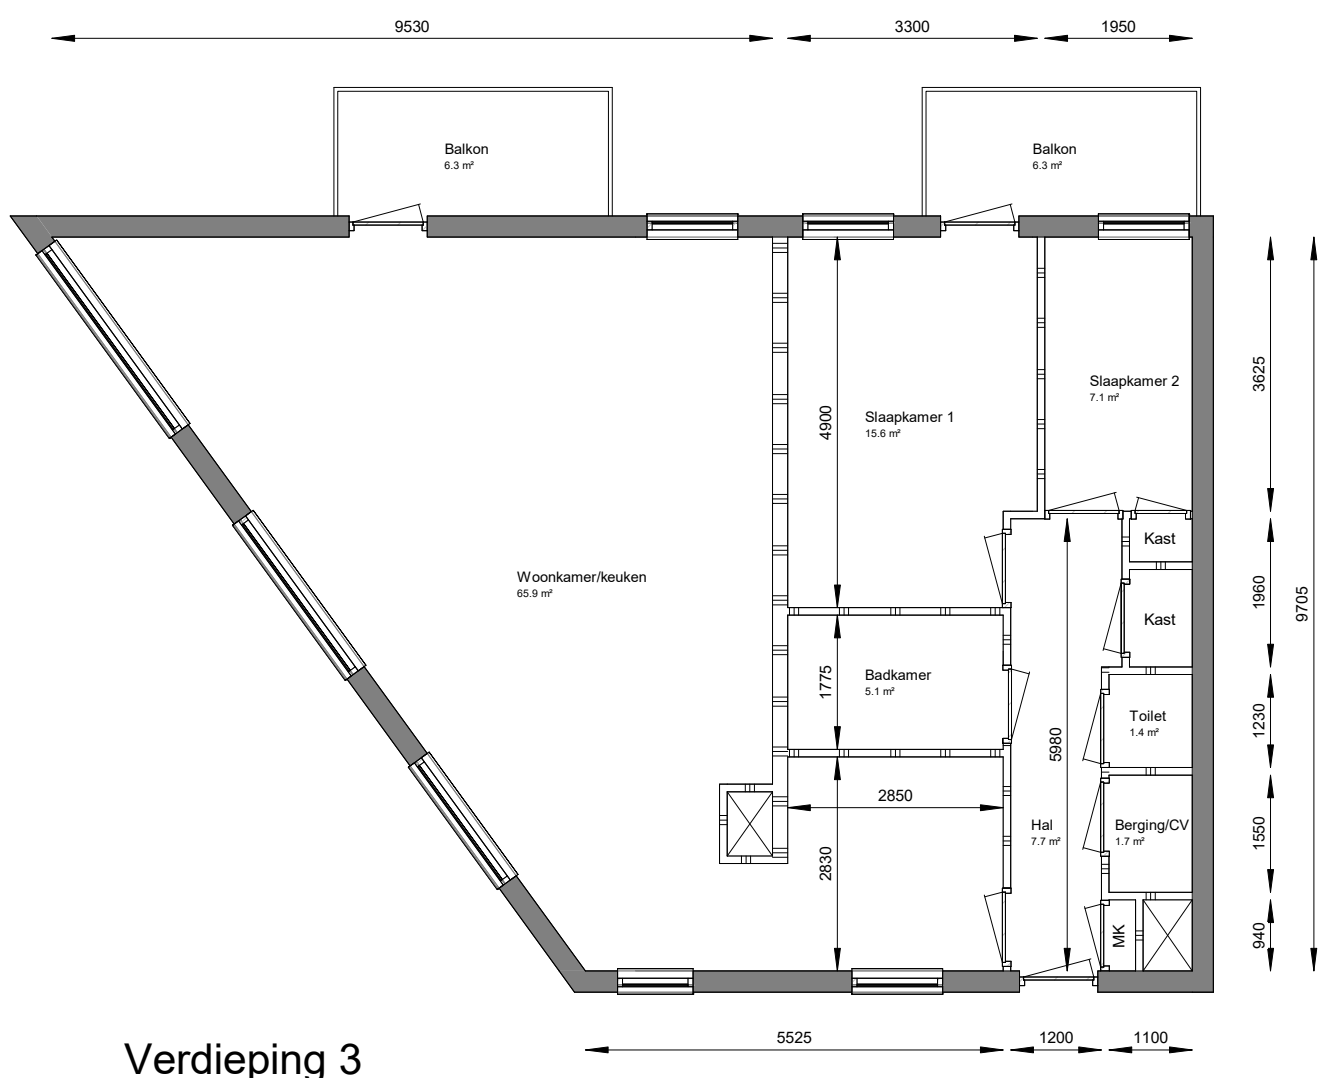 9530
3300
1950
Balkon
6.3 m²
Balkon
6.3 m²
Slaapkamer 2
7.1 m²
3625
Slaapkamer 1
15.6 m²
4900
Kast
Woonkamer/keuken
65.9 m²
1960
9705
Kast
Badkamer
5.1 m²
1775
Toilet
1.4 m²
1230
5980
2850
Hal
7.7 m²
Berging/CV
1.7 m²
1550
2830
MK
940
5525
1200
1100
Verdieping 3